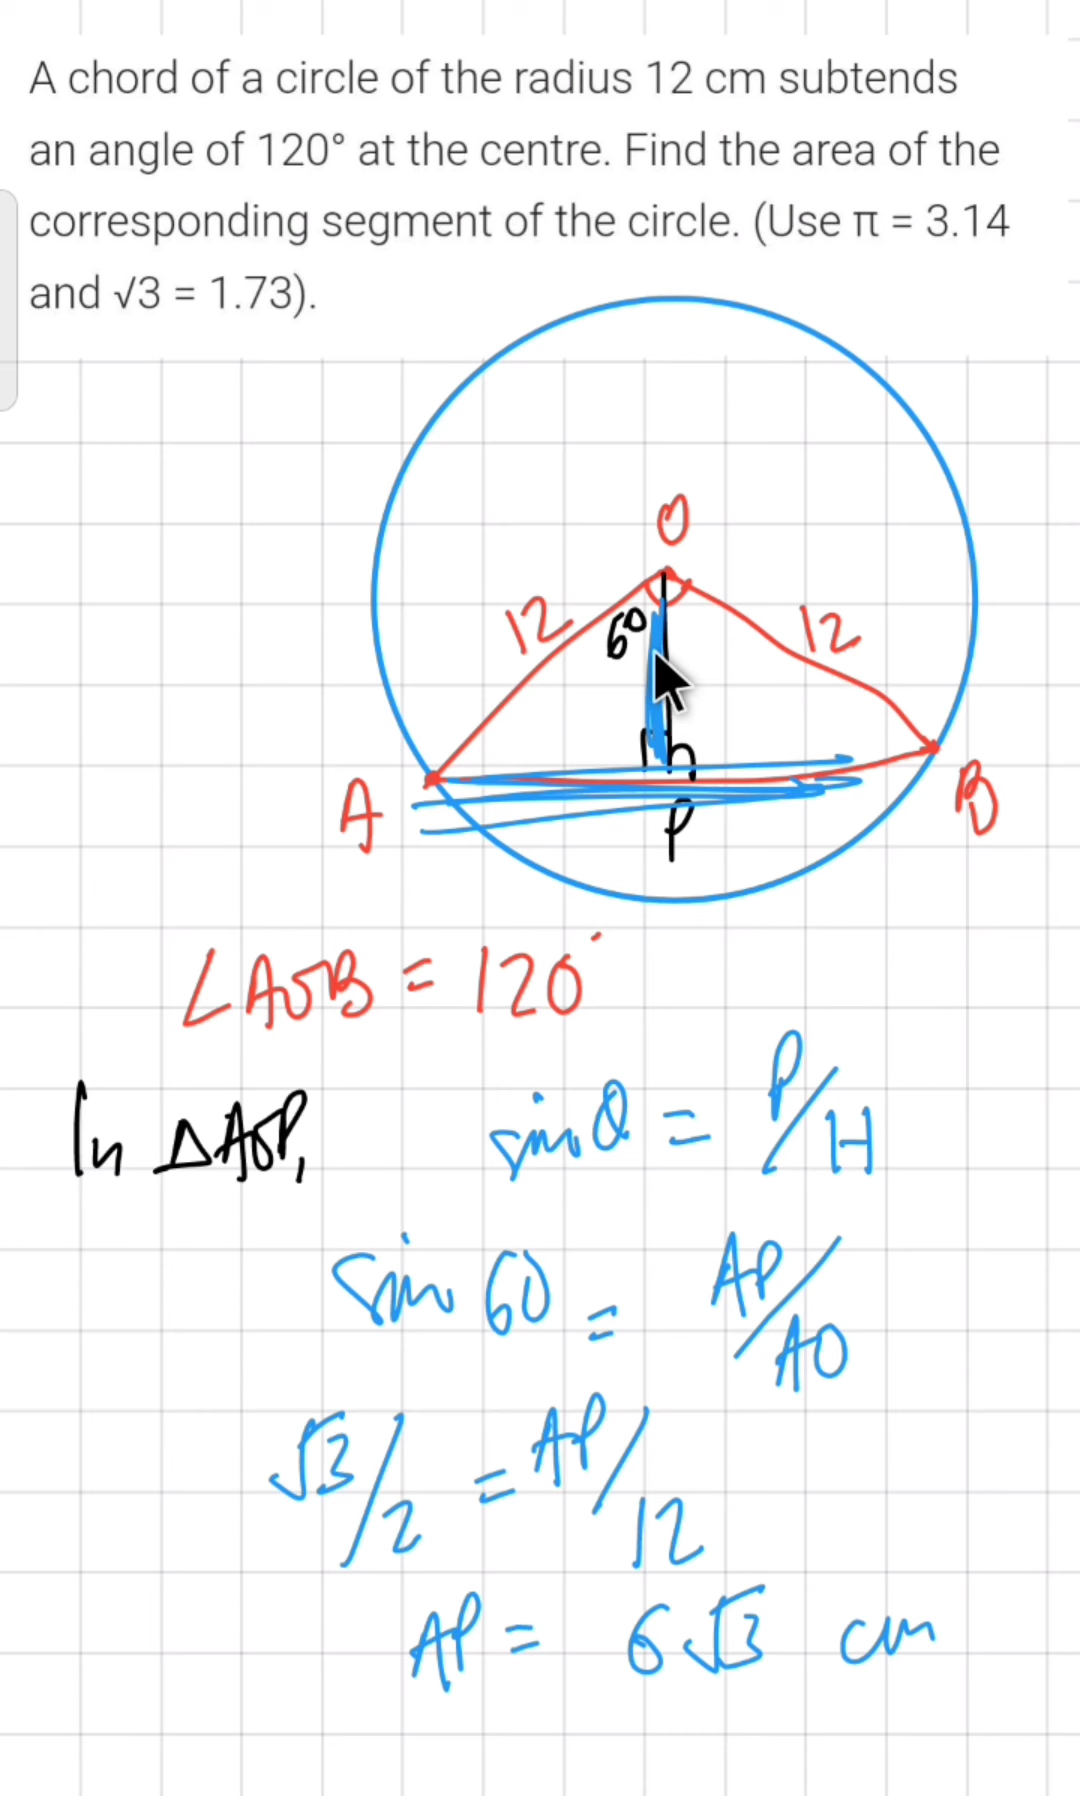 A chord of a circle of the radius 12 cm subtends
an angle of 120° at the centre. Find the area of the
corresponding segment of the circle. (Use π = 3.14
and √3 = 1.73).
O
12
60
12
h
A
P
B
∠AOB = 120°
In △AOP,
sinθ = P/H
sin 60 = AP/AO
√3/2 = AP/12
AP = 6√3 cm